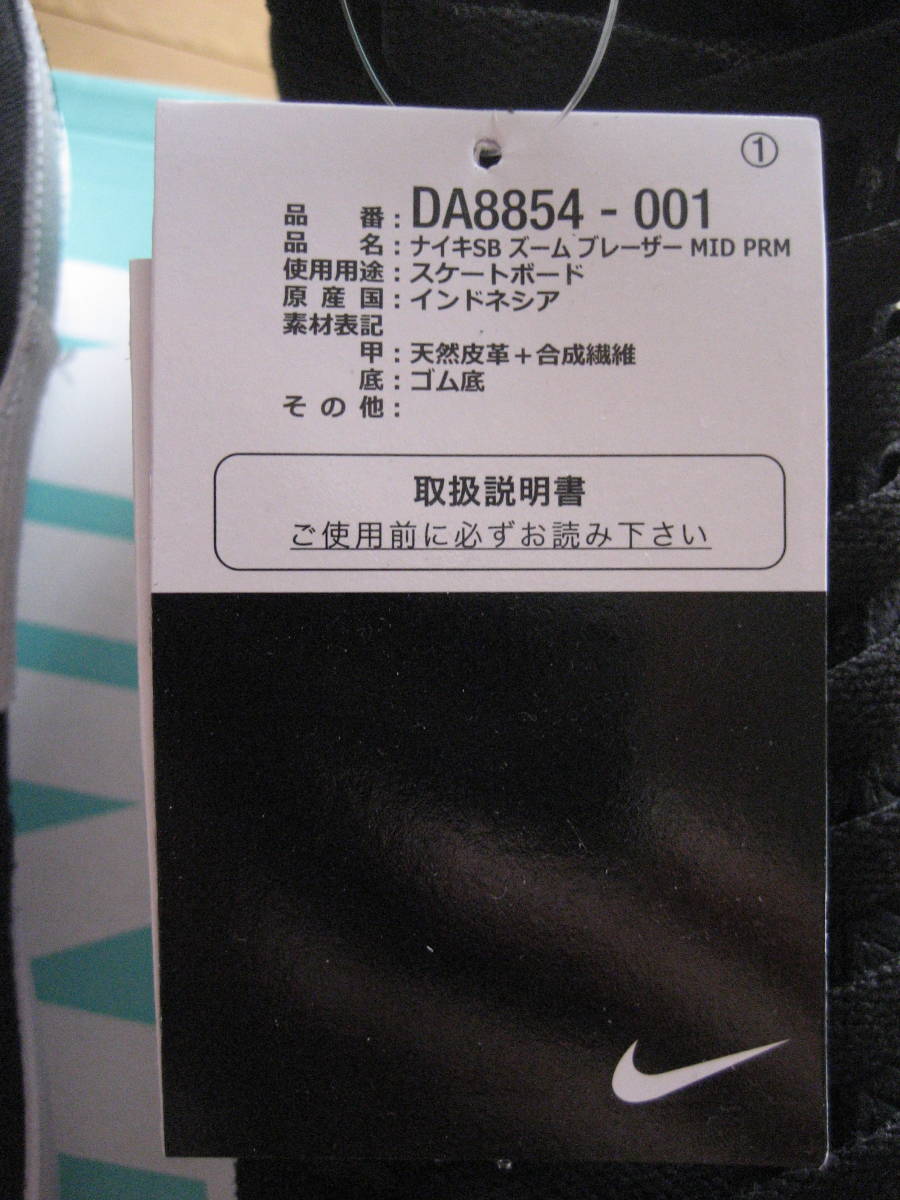 ①
品番：DA8854 - 001
品名：ナイキSB ズーム ブレーザー MID PRM
使用用途：スケートボード
原産国：インドネシア
素材表記
甲：天然皮革＋合成繊維
底：ゴム底
その他：
取扱説明書
ご使用前に必ずお読み下さい